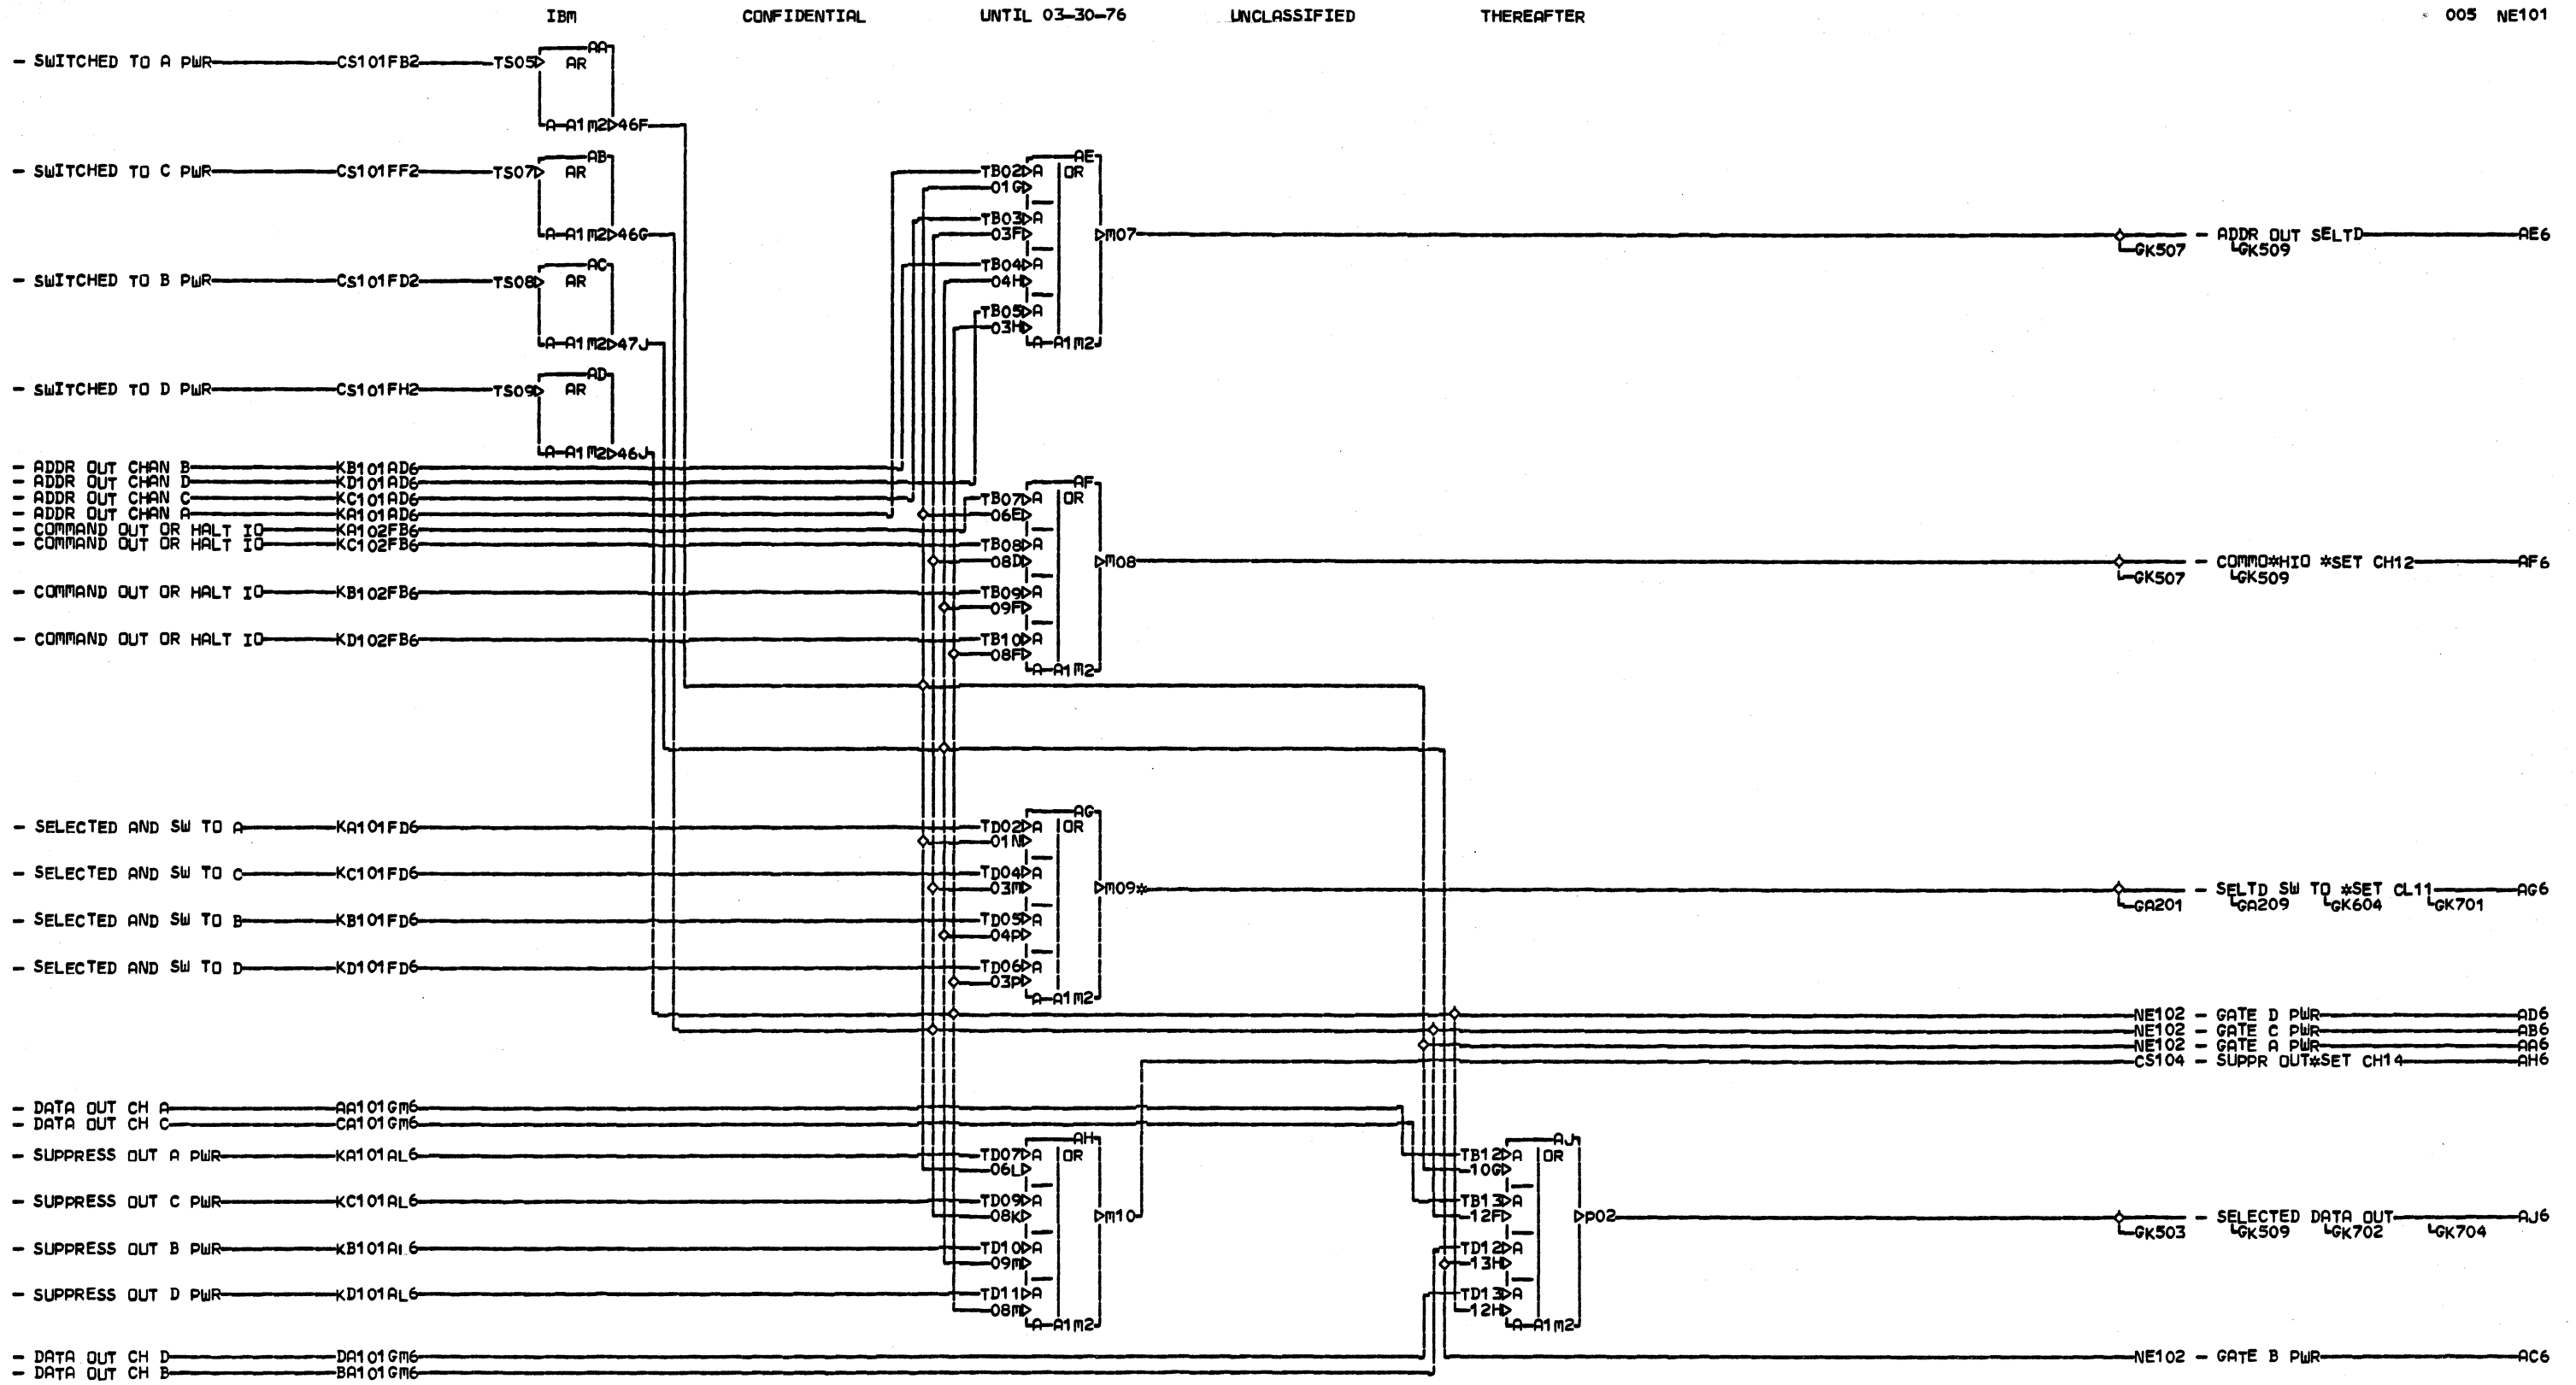 IBM CONFIDENTIAL UNTIL 03-30-76 UNCLASSIFIED THEREAFTER 005 NE101
- SWITCHED TO A PWR CS101FB2 TS05 AA
AR
A-A1M2 46F
- SWITCHED TO C PWR CS101FF2 TS07 AB
AR
A-A1M2 46G
- SWITCHED TO B PWR CS101FD2 TS08 AC
AR
A-A1M2 47J
- SWITCHED TO D PWR CS101FH2 TS09 AD
AR
A-A1M2 46J
AE
TB02 A OR
01G
TB03 A
03F
M07
GK507
- ADDR OUT SELTD AE6
GK509
TB04 A
04H
TB05 A
03H
A-A1M2
- ADDR OUT CHAN B KB101AD6
- ADDR OUT CHAN D KD101AD6
- ADDR OUT CHAN C KC101AD6
- ADDR OUT CHAN A KA101AD6
- COMMAND OUT OR HALT IO KA102FB6
- COMMAND OUT OR HALT IO KC102FB6
- COMMAND OUT OR HALT IO KB102FB6
- COMMAND OUT OR HALT IO KD102FB6
AF
TB07 A OR
06E
TB08 A
08D
M08
GK507
- COMMO*HIO *SET CH12 AF6
GK509
TB09 A
09F
TB10 A
08F
A-A1M2
- SELECTED AND SW TO A KA101FD6
- SELECTED AND SW TO C KC101FD6
- SELECTED AND SW TO B KB101FD6
- SELECTED AND SW TO D KD101FD6
AG
TD02 A OR
01N
TD04 A
03M
M09*
GA201
- SELTD SW TO *SET CL11 AG6
GA209 GK604 GK701
TD05 A
04P
TD06 A
03P
A-A1M2
NE102 - GATE D PWR AD6
NE102 - GATE C PWR AB6
NE102 - GATE A PWR AA6
CS104 - SUPPR OUT*SET CH14 AH6
- DATA OUT CH A AA101GM6
- DATA OUT CH C CA101GM6
- SUPPRESS OUT A PWR KA101AL6
- SUPPRESS OUT C PWR KC101AL6
- SUPPRESS OUT B PWR KB101AL6
- SUPPRESS OUT D PWR KD101AL6
AH
TD07 A OR
06L
TD09 A
08K
M10
TD10 A
09M
TD11 A
08M
A-A1M2
AJ
TB12 A OR
10G
TB13 A
12F
P02
GK503
- SELECTED DATA OUT AJ6
GK509 GK702 GK704
TD12 A
13H
TD13 A
12H
A-A1M2
- DATA OUT CH D DA101GM6
- DATA OUT CH B BA101GM6
NE102 - GATE B PWR AC6